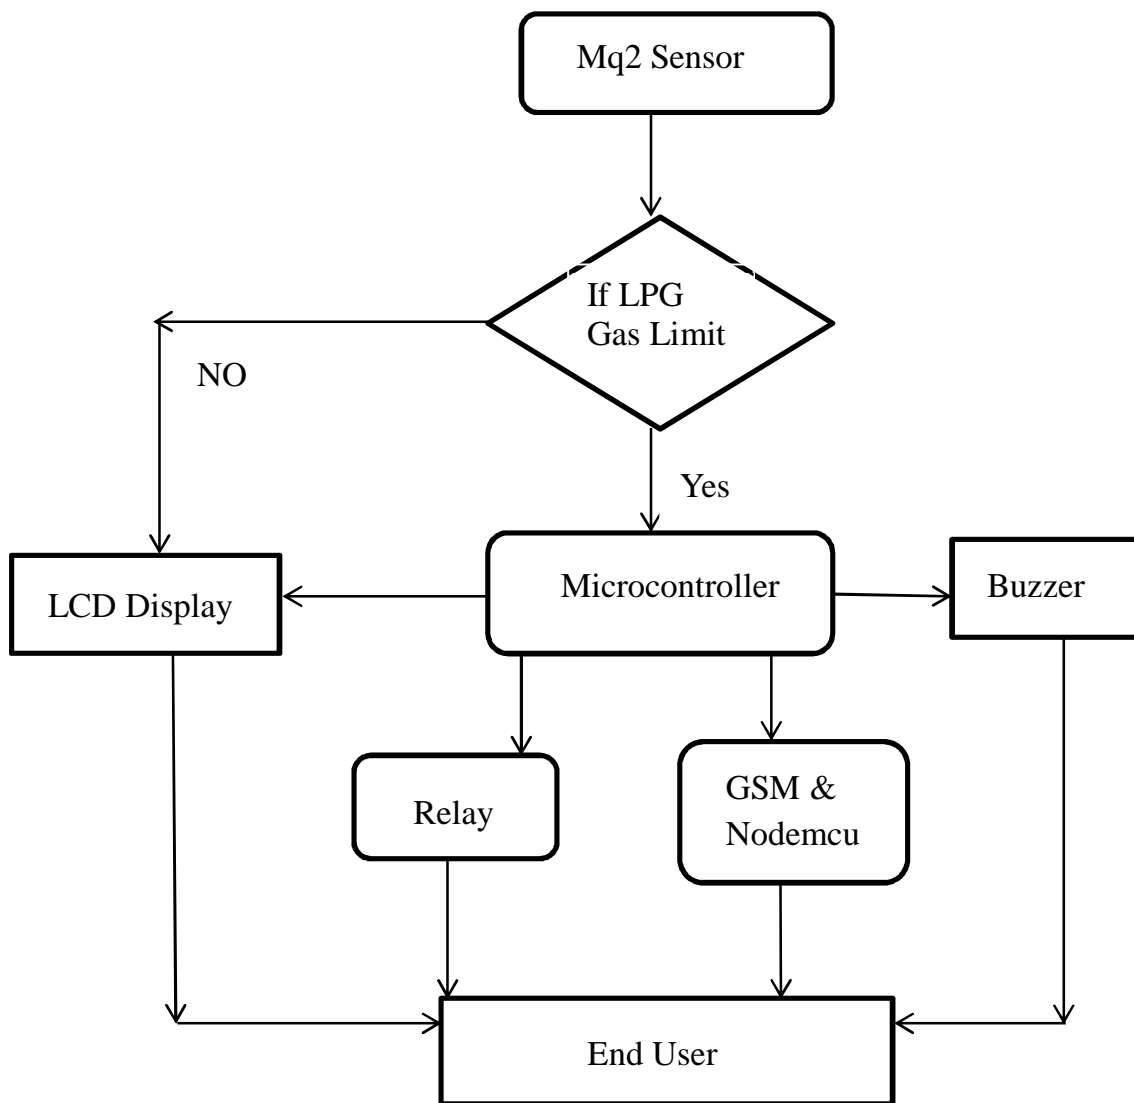 Mq2 Sensor
If LPG
Gas Limit
NO
Yes
LCD Display
Microcontroller
Buzzer
Relay
GSM &
Nodemcu
End User